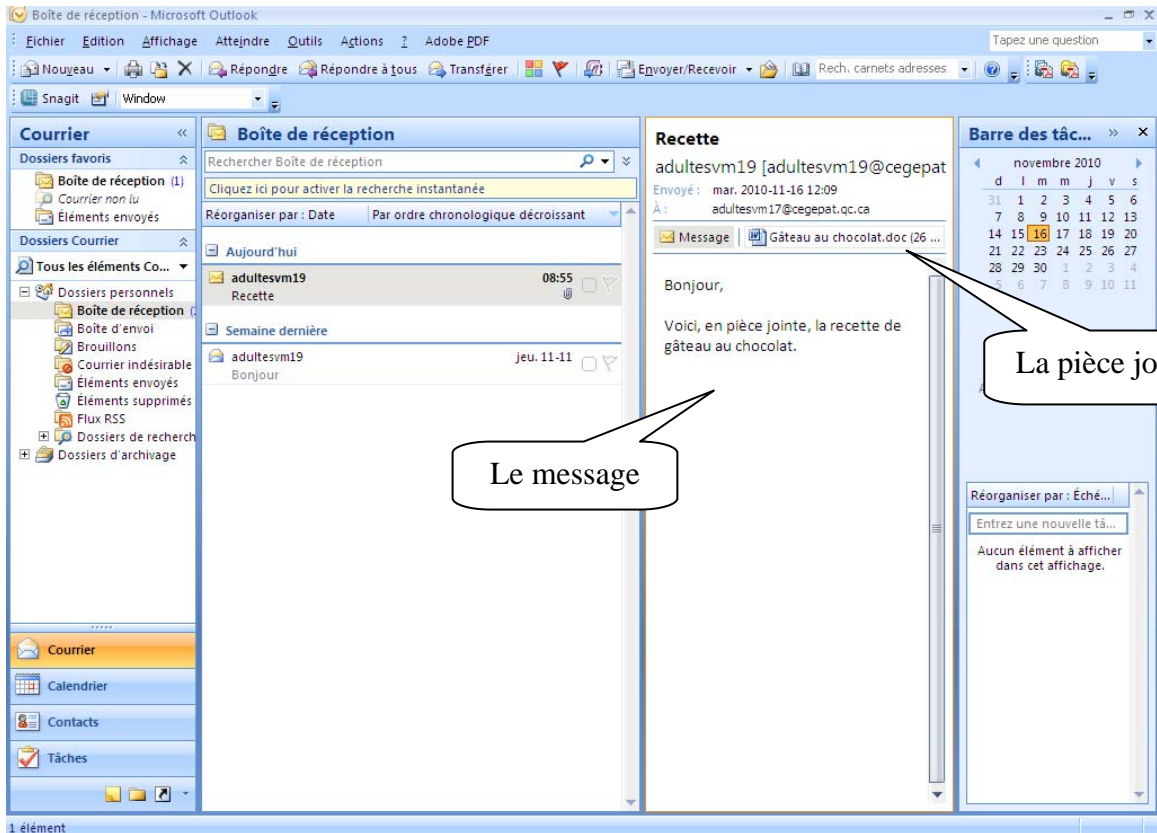 Boîte de réception - Microsoft Outlook
Fichier Edition Affichage Atteindre Outils Actions ? Adobe PDF
Tapez une question
Nouveau Répondre Répondre à tous Transférer Envoyer/Recevoir Rech. carnets adresses
Snagit Window
Courrier «
Dossiers favoris
Boîte de réception (1)
Courrier non lu
Éléments envoyés
Dossiers Courrier
Tous les éléments Co...
Dossiers personnels
Boîte de réception (
Boîte d'envoi
Brouillons
Courrier indésirable
Éléments envoyés
Éléments supprimés
Flux RSS
Dossiers de recherch
Dossiers d'archivage
Courrier
Calendrier
Contacts
Tâches
Boîte de réception
Rechercher Boîte de réception
Cliquez ici pour activer la recherche instantanée
Réorganiser par : Date Par ordre chronologique décroissant
Aujourd'hui
adultesvm19 08:55
Recette
Semaine dernière
adultesvm19 jeu. 11-11
Bonjour
Recette
adultesvm19 [adultesvm19@cegepat
Envoyé : mar. 2010-11-16 12:09
À : adultesvm17@cegepat.qc.ca
Message Gâteau au chocolat.doc (26 ...
Bonjour,
Voici, en pièce jointe, la recette de
gâteau au chocolat.
Le message
La pièce jo
Barre des tâc... » ×
novembre 2010
d l m m j v s
31 1 2 3 4 5 6
7 8 9 10 11 12 13
14 15 16 17 18 19 20
21 22 23 24 25 26 27
28 29 30 1 2 3 4
5 6 7 8 9 10 11
Réorganiser par : Éché...
Entrez une nouvelle tâ...
Aucun élément à afficher
dans cet affichage.
1 élément